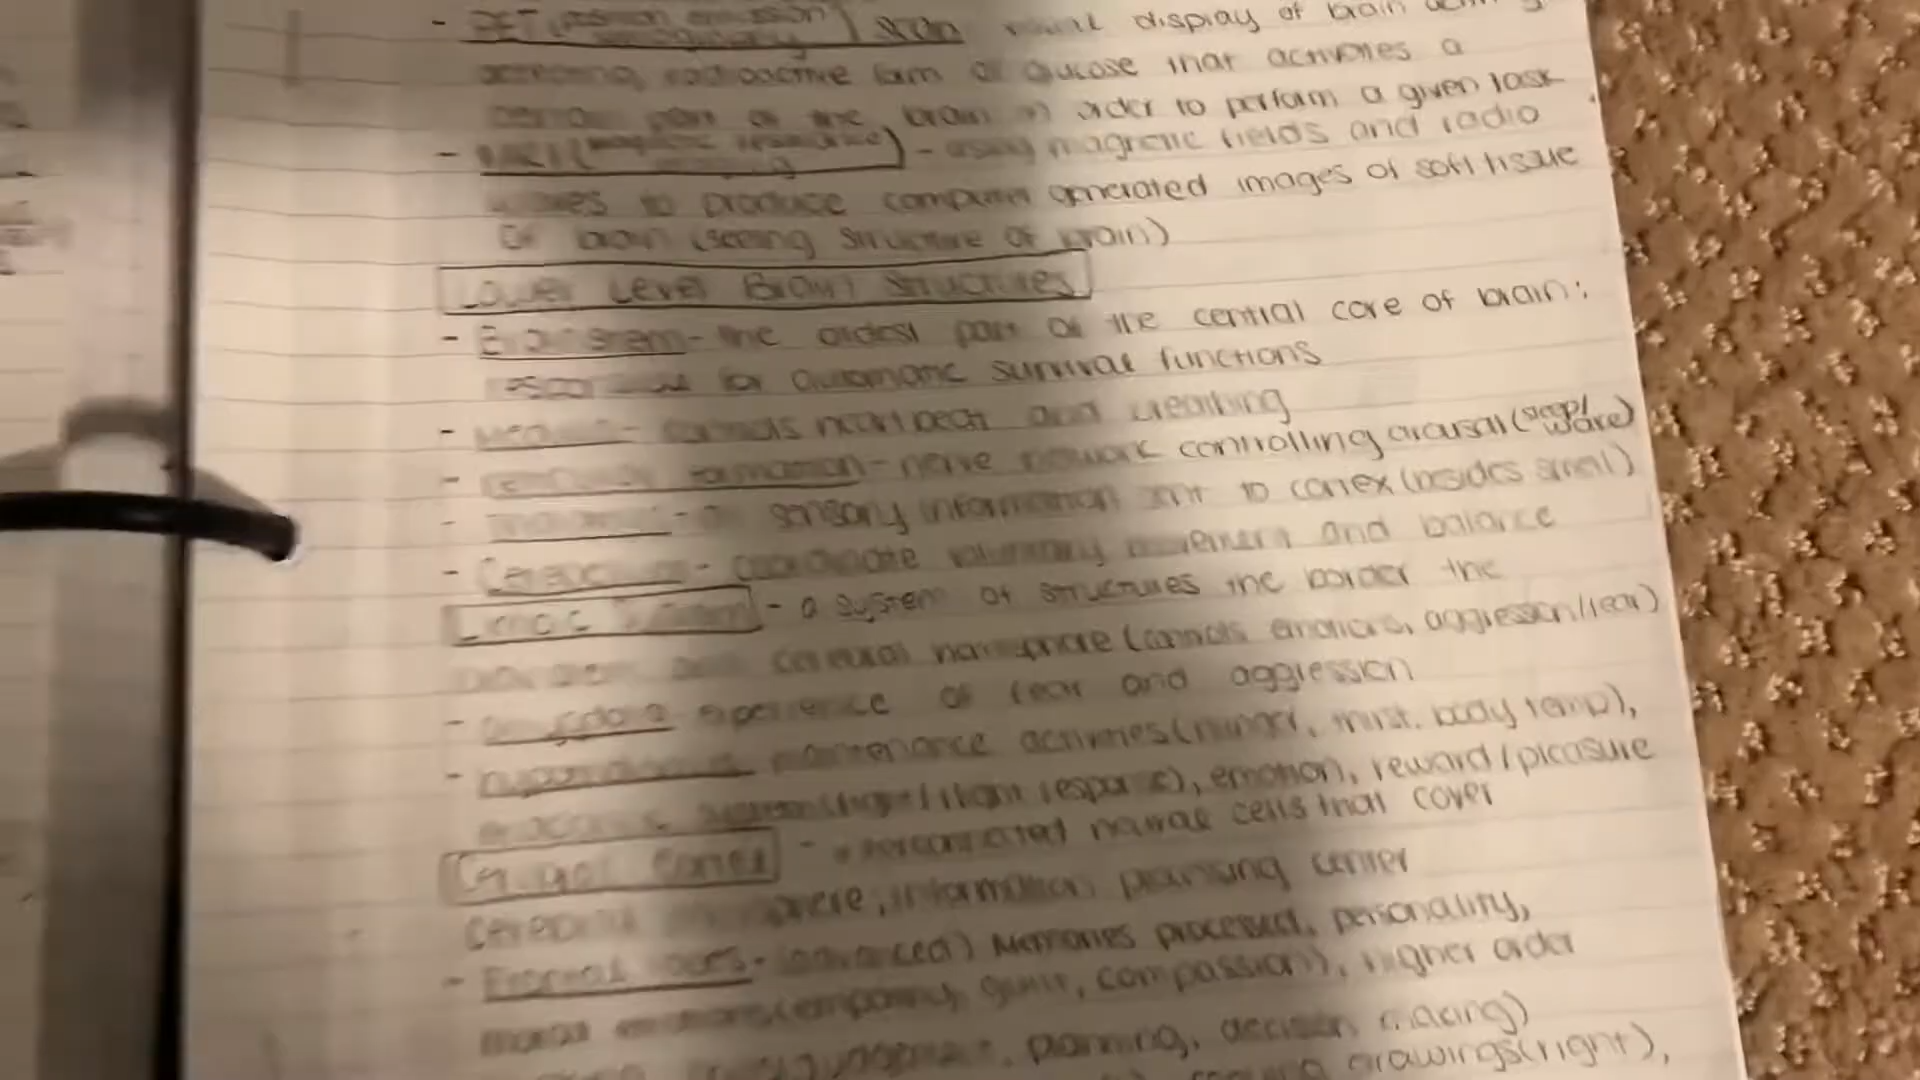 - PET (positron emission tomography) scan visual display of brain
detecting radioactive form of glucose that activates a
certain part of the brain in order to perform a given task
- MRI (magnetic resonance imaging) - using magnetic fields and radio
waves to produce computer generated images of soft tissue
of brain (seeing structure of brain)
Lower Level Brain Structures
- Brainstem - the oldest part of the central core of brain;
responsible for automatic survival functions
- Medulla - controls heartbeat and breathing
- formation - nerve network controlling arousal (sleep/wake)
- Thalamus - sensory information sent to cortex (besides smell)
- Cerebellum - coordinate voluntary movement and balance
Limbic System - a system of structures the border the
brainstem and cerebral hemisphere (controls emotions, aggression/fear)
- amygdala experience of fear and aggression
- hypothalamus maintenance activities (hunger, thirst, body temp),
endocrine system (fight/flight response), emotion, reward/pleasure
Cortex - interconnected neural cells that cover
cerebral hemisphere, information center
- Frontal lobes - (advanced) Memories processed, personality,
moral emotions (empathy, guilt, compassion), higher order
planning, decision making)
drawings (right),